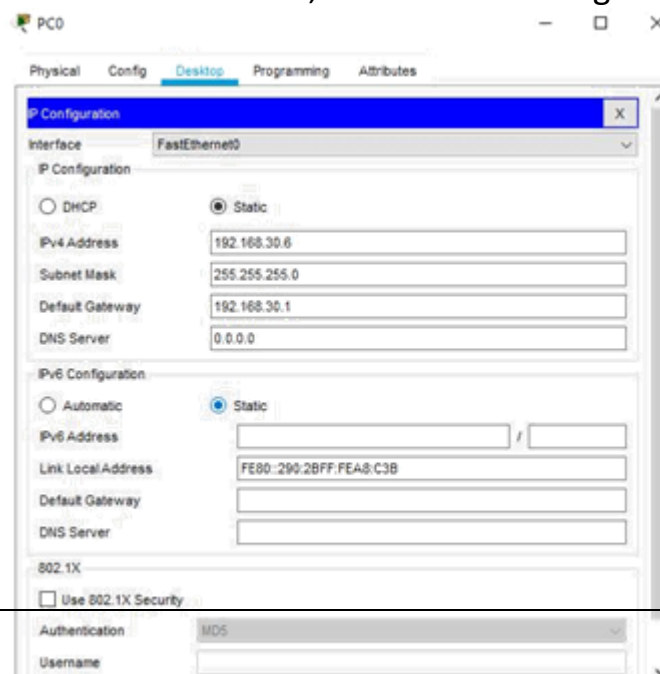 PC0
Physical Config Desktop Programming Attributes
IP Configuration X
Interface FastEthernet0
IP Configuration
DHCP Static
IPv4 Address 192.168.30.6
Subnet Mask 255.255.255.0
Default Gateway 192.168.30.1
DNS Server 0.0.0.0
IPv6 Configuration
Automatic Static
IPv6 Address /
Link Local Address FE80::290:2BFF:FEA8:C3B
Default Gateway
DNS Server
802.1X
Use 802.1X Security
Authentication MD5
Username